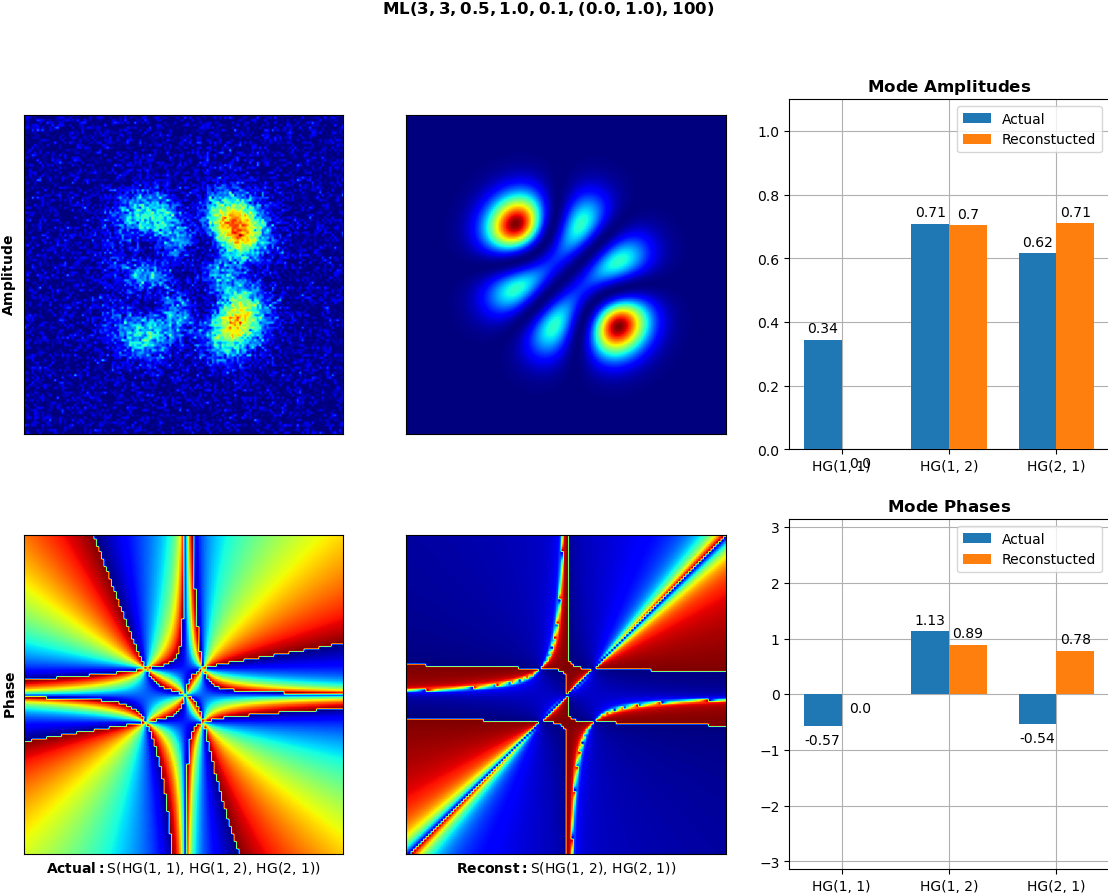 ML(3, 3, 0.5, 1.0, 0.1, (0.0, 1.0), 100)
Amplitude
Mode Amplitudes
Actual
Reconstucted
1.0
0.8
0.6
0.4
0.2
0.0
0.34
0.0
0.71
0.7
0.62
0.71
HG(1, 1)
HG(1, 2)
HG(2, 1)
Phase
Actual: S(HG(1, 1), HG(1, 2), HG(2, 1))
Reconst: S(HG(1, 2), HG(2, 1))
Mode Phases
Actual
Reconstucted
3
2
1
0
−1
−2
−3
-0.57
0.0
1.13
0.89
-0.54
0.78
HG(1, 1)
HG(1, 2)
HG(2, 1)